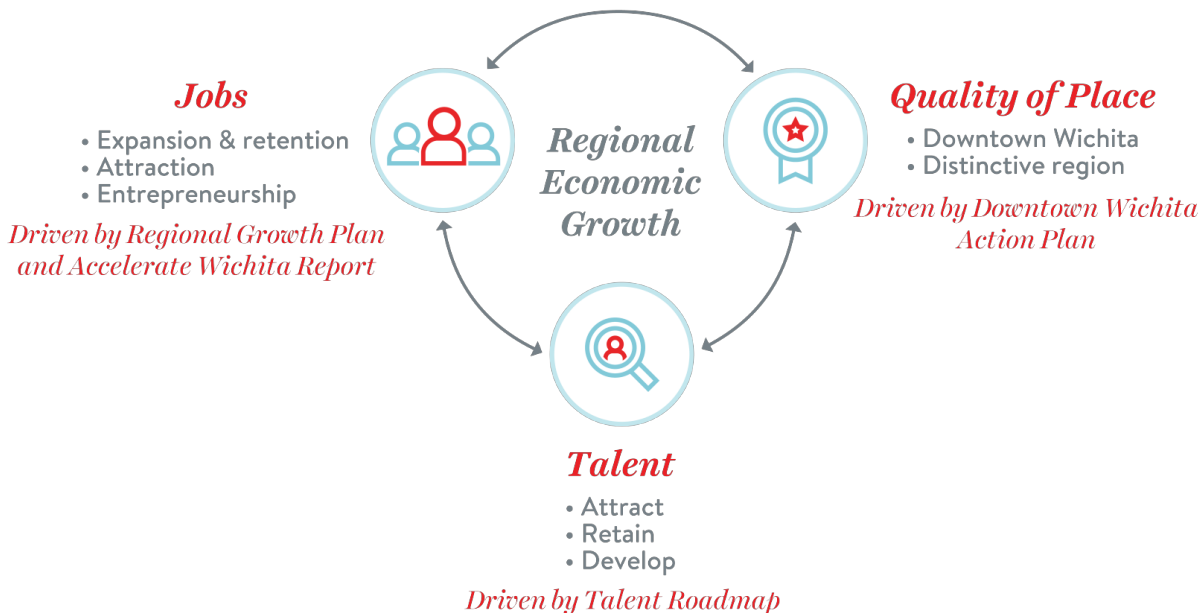 Jobs
• Expansion & retention
• Attraction
• Entrepreneurship
Driven by Regional Growth Plan
and Accelerate Wichita Report
Regional
Economic
Growth
Quality of Place
• Downtown Wichita
• Distinctive region
Driven by Downtown Wichita
Action Plan
Talent
• Attract
• Retain
• Develop
Driven by Talent Roadmap